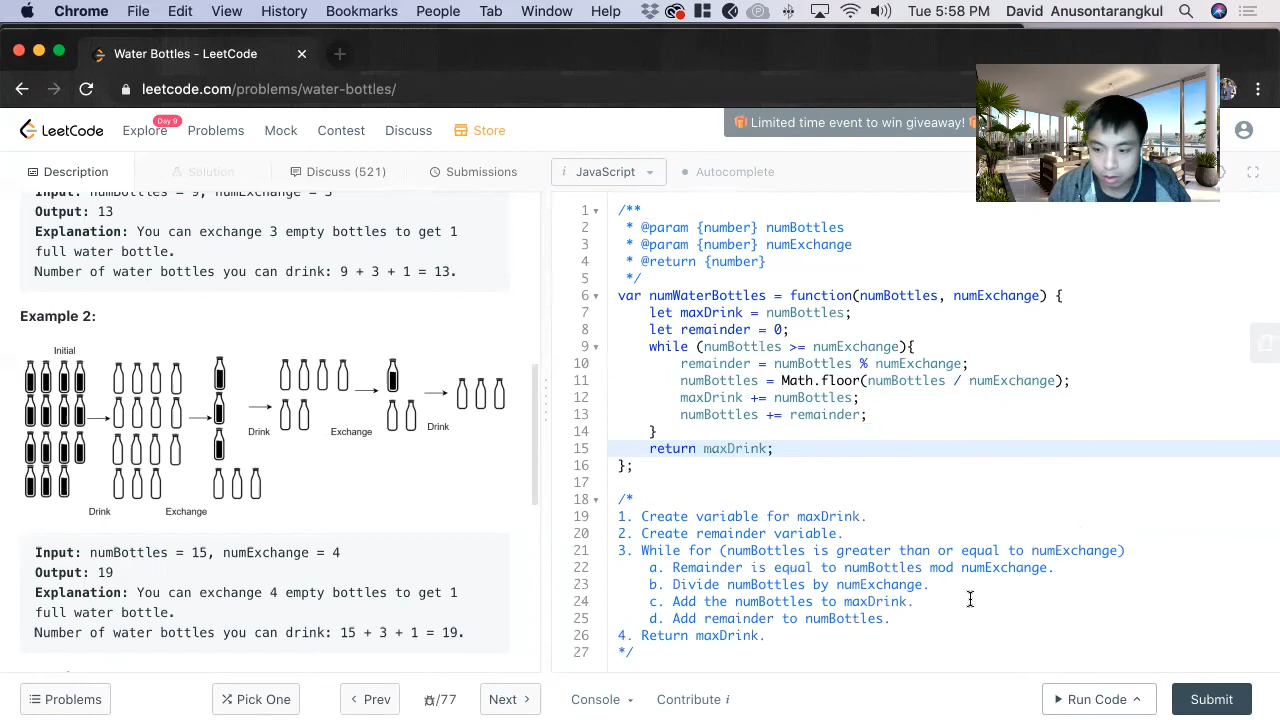 Chrome File Edit View History Bookmarks People Tab Window Help Tue 5:58 PM David Anusontarangkul
Water Bottles - LeetCode
leetcode.com/problems/water-bottles/
LeetCode Explore Day 9 Problems Mock Contest Discuss Store Limited time event to win giveaway!
Description Solution Discuss (521) Submissions i JavaScript Autocomplete
Output: 13
Explanation: You can exchange 3 empty bottles to get 1
full water bottle.
Number of water bottles you can drink: 9 + 3 + 1 = 13.
Example 2:
Initial
Drink Exchange Drink
Drink Exchange
Input: numBottles = 15, numExchange = 4
Output: 19
Explanation: You can exchange 4 empty bottles to get 1
full water bottle.
Number of water bottles you can drink: 15 + 3 + 1 = 19.
1 /**
2 * @param {number} numBottles
3 * @param {number} numExchange
4 * @return {number}
5 */
6 var numWaterBottles = function(numBottles, numExchange) {
7 let maxDrink = numBottles;
8 let remainder = 0;
9 while (numBottles >= numExchange){
10 remainder = numBottles % numExchange;
11 numBottles = Math.floor(numBottles / numExchange);
12 maxDrink += numBottles;
13 numBottles += remainder;
14 }
15 return maxDrink;
16 };
17
18 /*
19 1. Create variable for maxDrink.
20 2. Create remainder variable.
21 3. While for (numBottles is greater than or equal to numExchange)
22 a. Remainder is equal to numBottles mod numExchange.
23 b. Divide numBottles by numExchange.
24 c. Add the numBottles to maxDrink.
25 d. Add remainder to numBottles.
26 4. Return maxDrink.
27 */
Problems Pick One Prev /77 Next Console Contribute i Run Code Submit